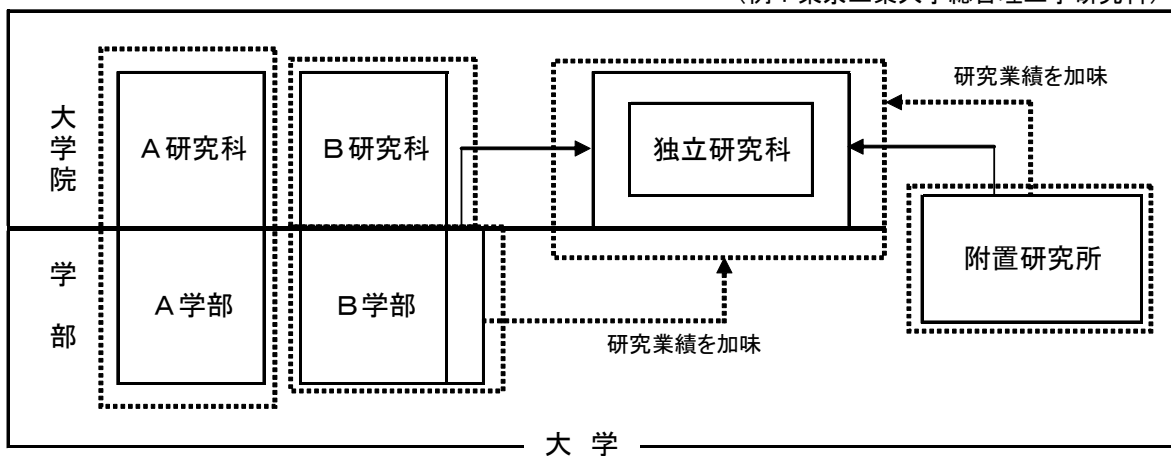 研究業績を加味
大学院
A研究科
B研究科
独立研究科
附置研究所
学部
A学部
B学部
研究業績を加味
大 学